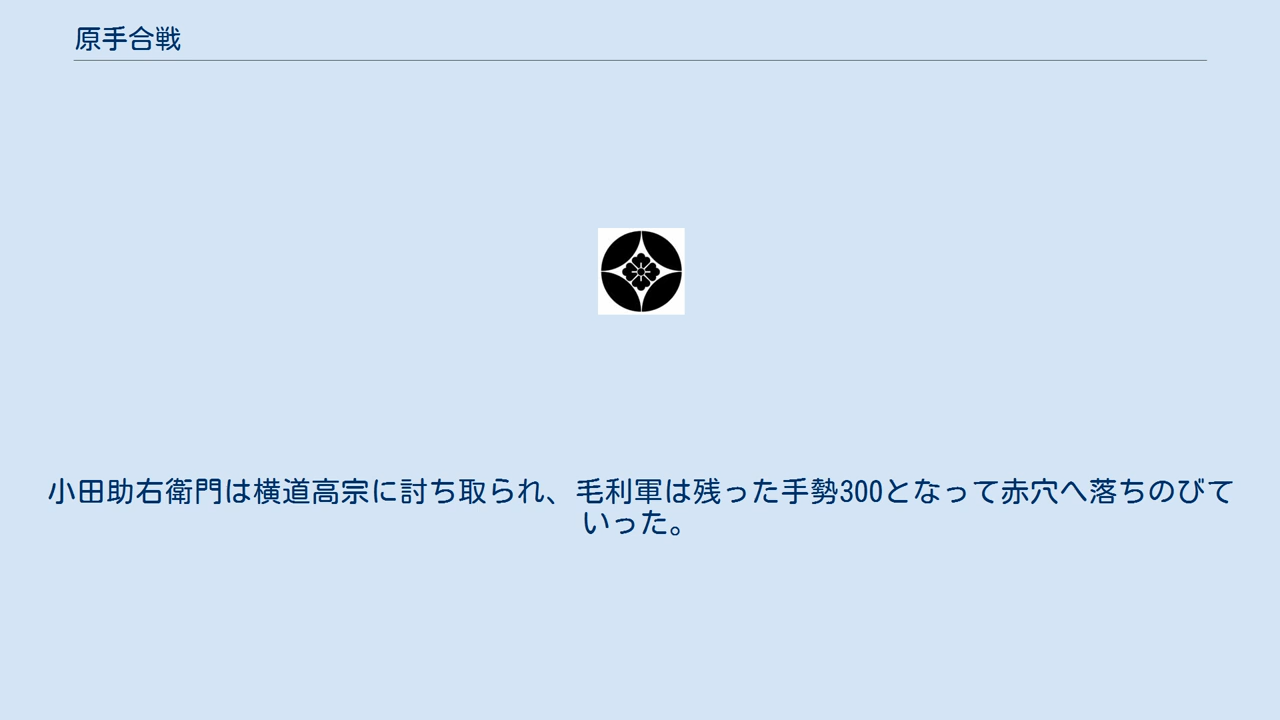 原手合戦
小田助右衛門は横道高宗に討ち取られ、毛利軍は残った手勢300となって赤穴へ落ちのびて
いった。